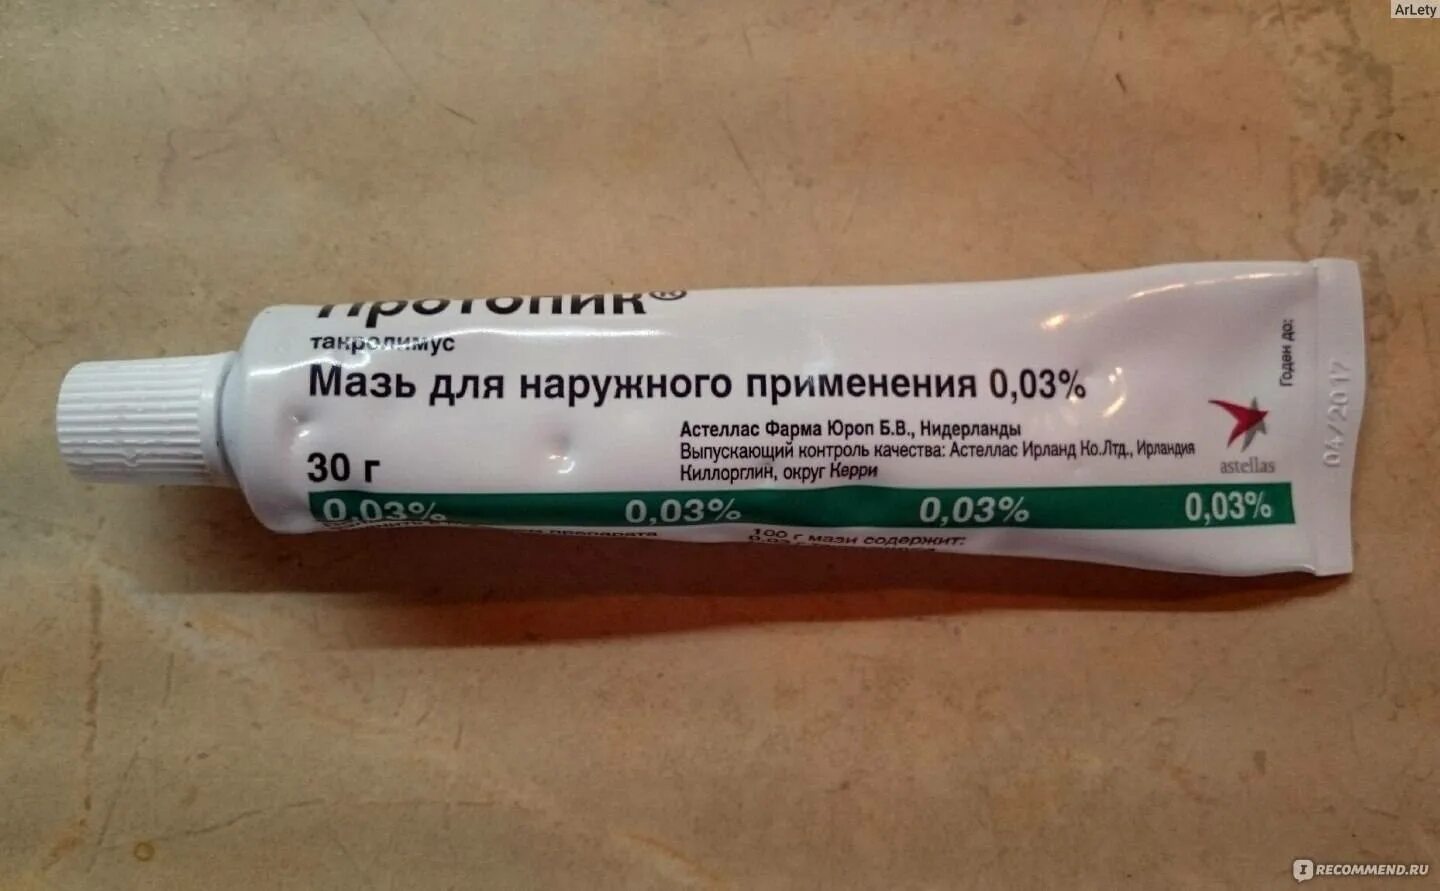 ArLety
Протопик®
такролимус
Мазь для наружного применения 0,03%
Астеллас Фарма Юроп Б.В., Нидерланды
Выпускающий контроль качества: Астеллас Ирланд Ко.Лтд., Ирландия
Киллорглин, округ Керри
30 г
astellas
Годен до:
04/2017
0,03% 0,03% 0,03% 0,03%
препарата
100 г мази содержит:
IRECOMMEND.RU